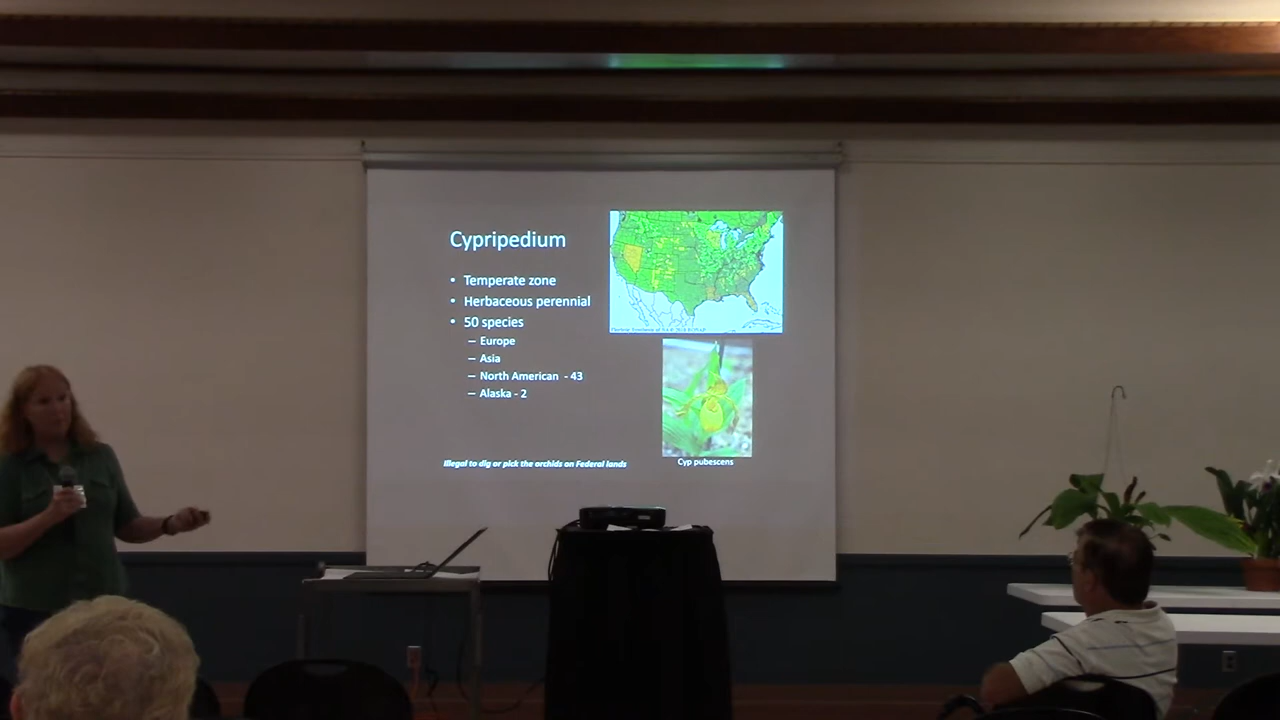 Cypripedium
• Temperate zone
• Herbaceous perennial
• 50 species
– Europe
– Asia
– North American - 43
– Alaska - 2
Illegal to dig or pick the orchids on Federal lands
Cyp pubescens